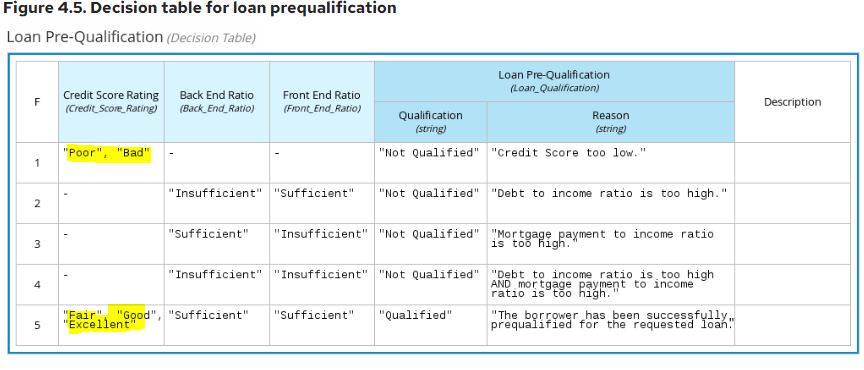 Figure 4.5. Decision table for loan prequalification
Loan Pre-Qualification (Decision Table)
F
Credit Score Rating
(Credit_Score_Rating)
Back End Ratio
(Back_End_Ratio)
Front End Ratio
(Front_End_Ratio)
Loan Pre-Qualification
(Loan_Qualification)
Qualification
(string)
Reason
(string)
Description
1
"Poor", "Bad"
-
-
"Not Qualified"
"Credit Score too low."
2
-
"Insufficient"
"Sufficient"
"Not Qualified"
"Debt to income ratio is too high."
3
-
"Sufficient"
"Insufficient"
"Not Qualified"
"Mortgage payment to income ratio
is too high."
4
-
"Insufficient"
"Insufficient"
"Not Qualified"
"Debt to income ratio is too high
AND mortgage payment to income
ratio is too high."
5
"Fair", "Good",
"Excellent"
"Sufficient"
"Sufficient"
"Qualified"
"The borrower has been successfully
prequalified for the requested loan."